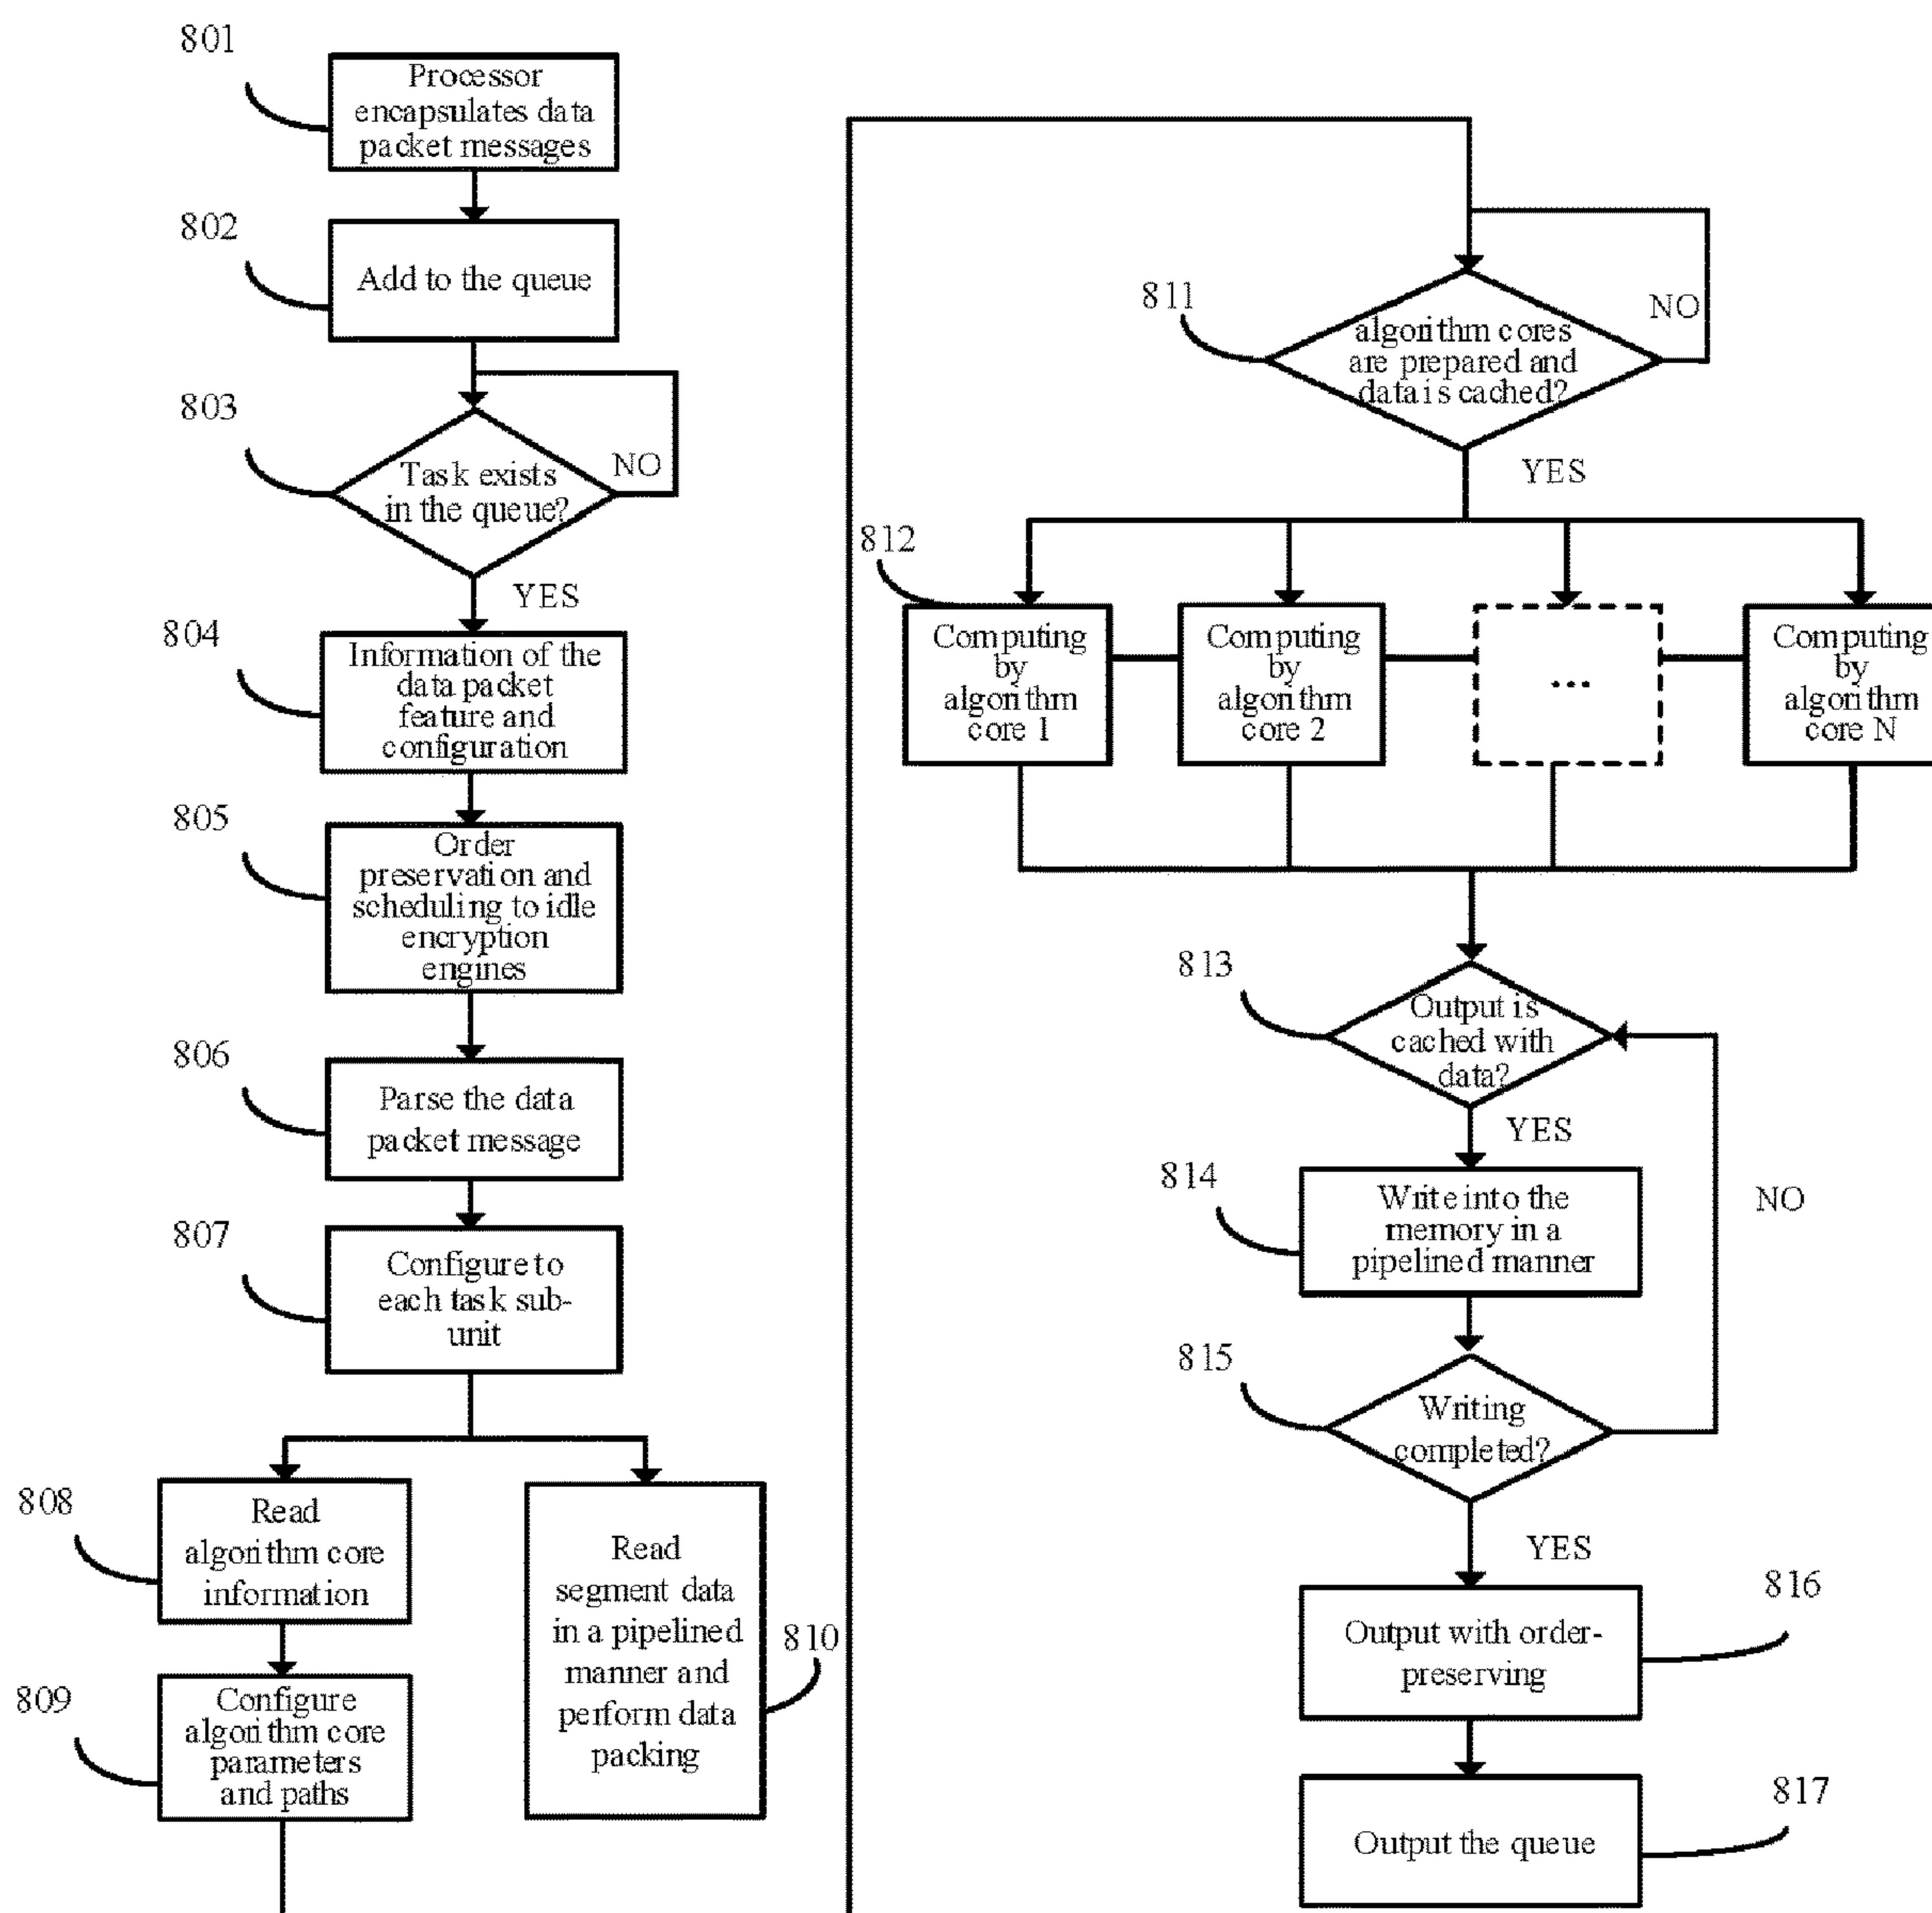 801
Processor
encapsulates data
packet messages
802
Add to the queue
803
Task exists
in the queue?
NO
YES
804
Information of the
data packet
feature and
configuration
805
Order
preservation and
scheduling to idle
encryption
engines
806
Parse the data
packet message
807
Configure to
each task sub-
unit
808
Read
algorithm core
information
809
Configure
algorithm core
parameters
and paths
Read
segment data
in a pipelined
manner and
perform data
packing
810
811
algorithm cores
are prepared and
data is cached?
NO
YES
812
Computing
by
algorithm
core 1
Computing
by
algorithm
core 2
...
Computing
by
algorithm
core N
813
Output is
cached with
data?
YES
814
Write into the
memory in a
pipelined manner
NO
815
Writing
completed?
YES
816
Output with order-
preserving
817
Output the queue